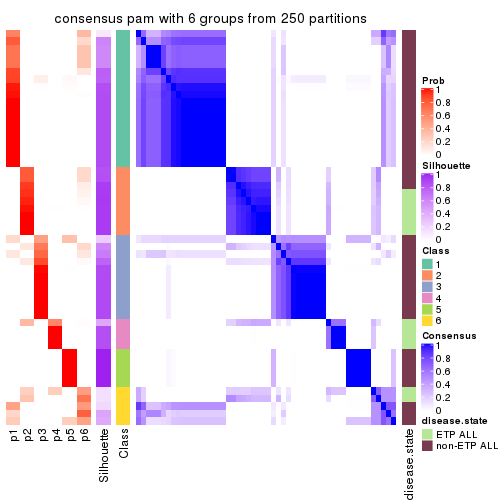 consensus pam with 6 groups from 250 partitions
Prob
1
0.8
0.6
0.4
0.2
0
Silhouette
1
0.8
0.6
0.4
0.2
0
Class
1
2
3
4
5
6
Consensus
1
0.8
0.6
0.4
0.2
0
disease.state
ETP ALL
non-ETP ALL
p1
p2
p3
p4
p5
p6
Silhouette
Class
disease.state